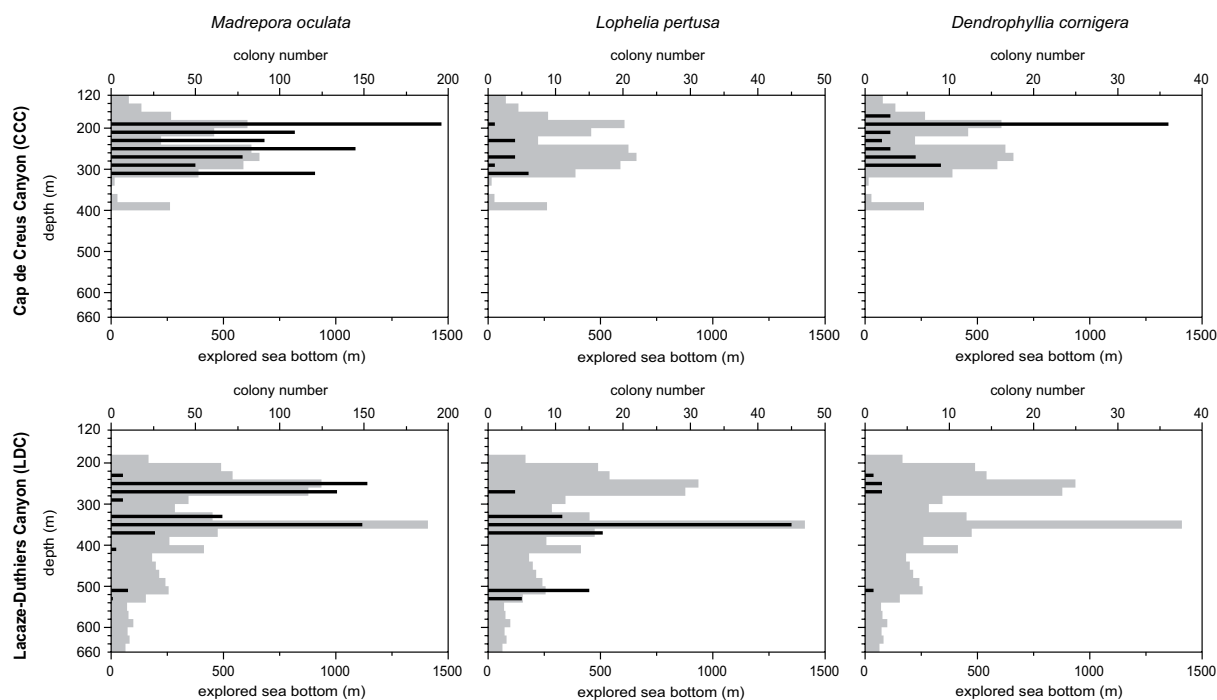 Madrepora oculata
Lophelia pertusa
Dendrophyllia cornigera
colony number
colony number
colony number
0 50 100 150 200
0 10 20 30 40 50
0 10 20 30 40
Cap de Creus Canyon (CCC)
depth (m)
120
200
300
400
500
600
660
0 500 1000 1500
0 500 1000 1500
0 500 1000 1500
explored sea bottom (m)
explored sea bottom (m)
explored sea bottom (m)
colony number
colony number
colony number
0 50 100 150 200
0 10 20 30 40 50
0 10 20 30 40
Lacaze-Duthiers Canyon (LDC)
depth (m)
120
200
300
400
500
600
660
0 500 1000 1500
0 500 1000 1500
0 500 1000 1500
explored sea bottom (m)
explored sea bottom (m)
explored sea bottom (m)